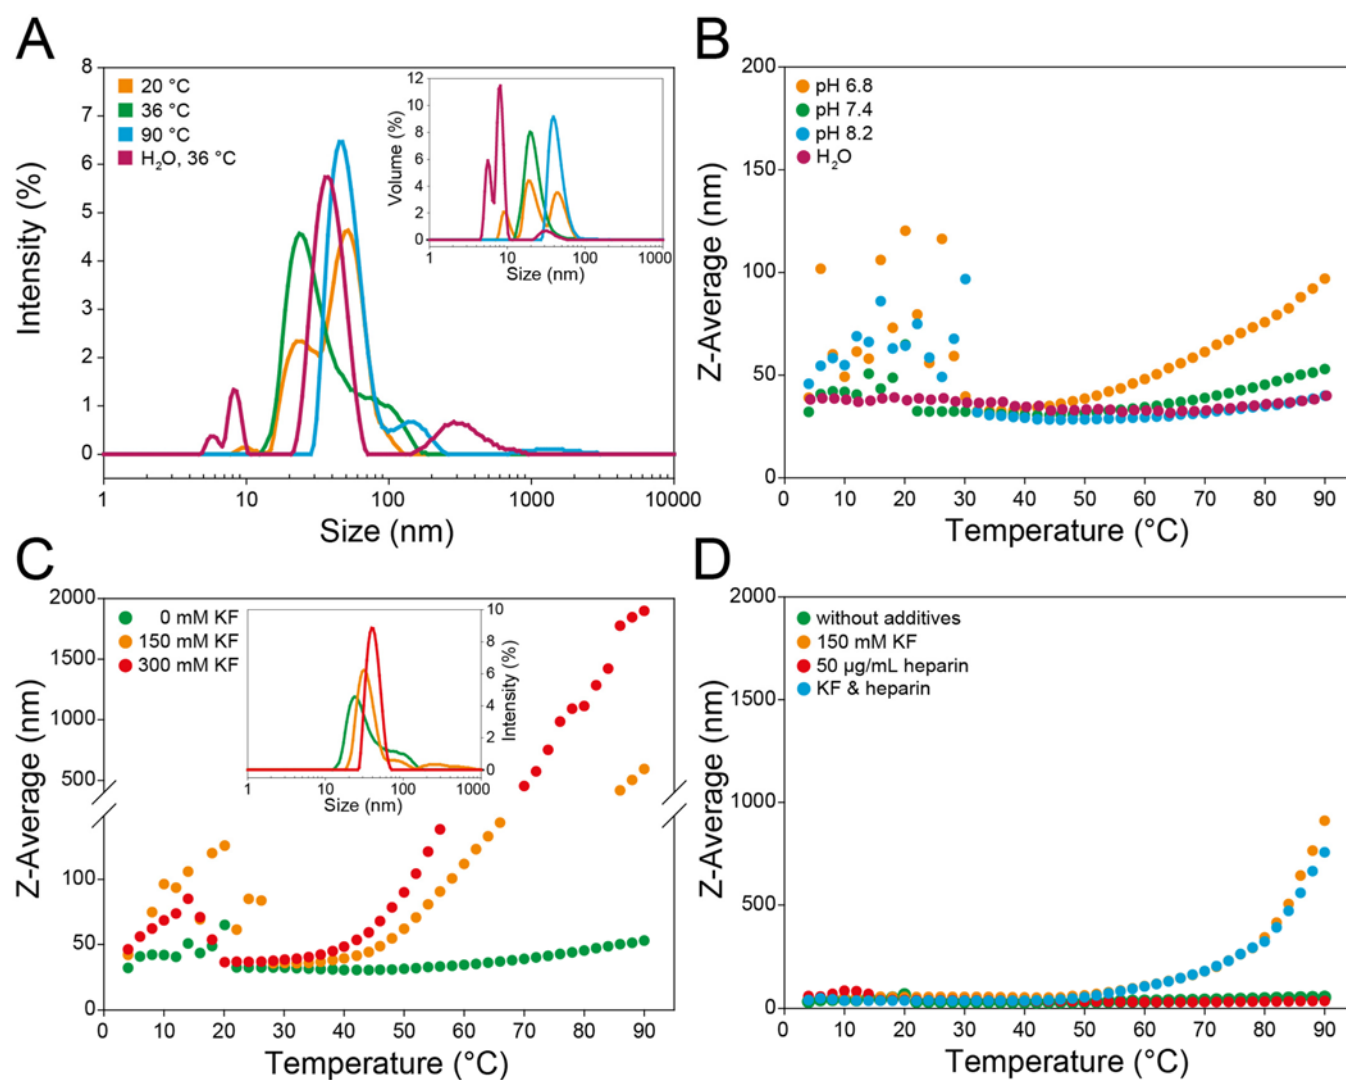 A
8
7
6
5
4
3
2
1
0
Intensity (%)
20 °C
36 °C
90 °C
H₂O, 36 °C
1
10
100
1000
10000
Size (nm)
12
10
8
6
4
2
0
Volume (%)
1
10
100
1000
Size (nm)
B
200
150
100
50
0
Z-Average (nm)
pH 6.8
pH 7.4
pH 8.2
H₂O
0
10
20
30
40
50
60
70
80
90
Temperature (°C)
C
2000
1500
1000
500
100
50
0
Z-Average (nm)
0 mM KF
150 mM KF
300 mM KF
10
8
6
4
2
0
Intensity (%)
1
10
100
1000
Size (nm)
0
10
20
30
40
50
60
70
80
90
Temperature (°C)
D
2000
1500
1000
500
0
Z-Average (nm)
without additives
150 mM KF
50 µg/mL heparin
KF & heparin
0
10
20
30
40
50
60
70
80
90
Temperature (°C)